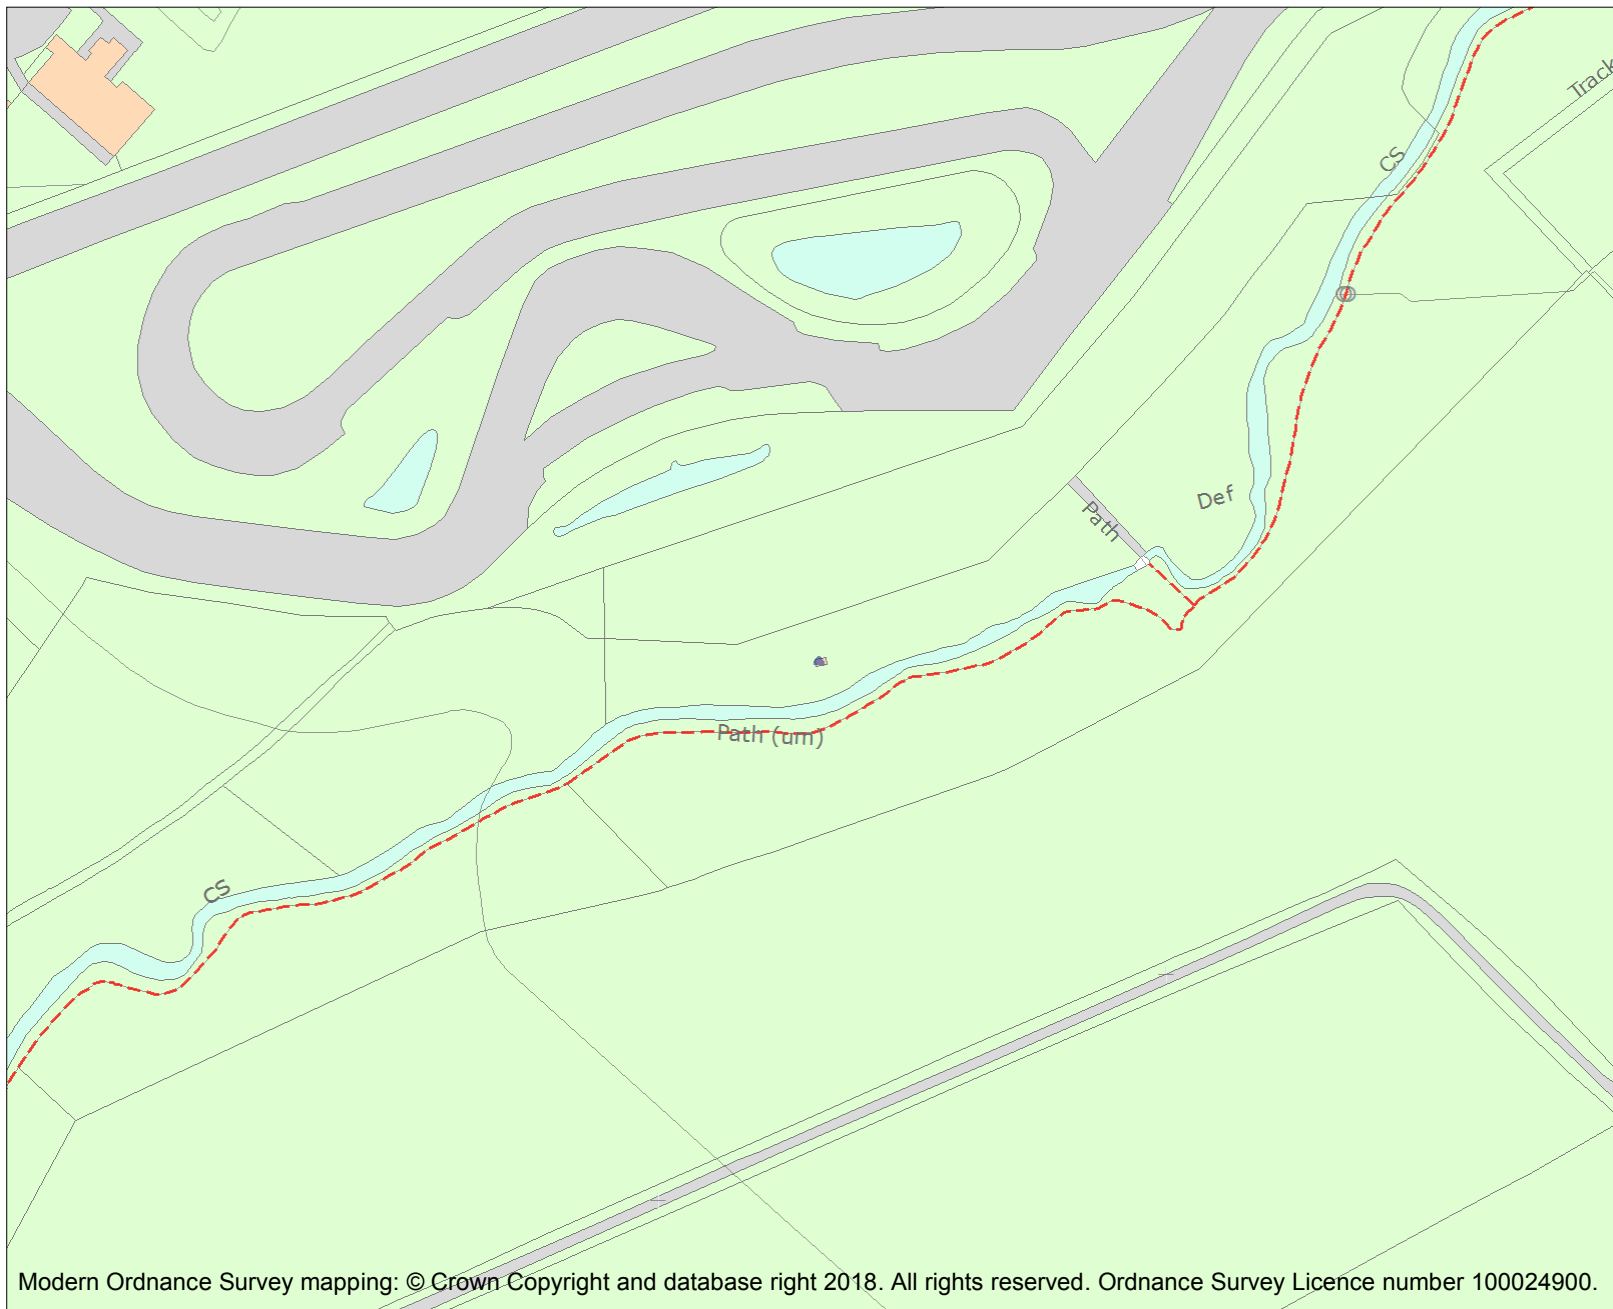 Track
CS
Def
Path
Path (um)
CS
Modern Ordnance Survey mapping: © Crown Copyright and database right 2018. All rights reserved. Ordnance Survey Licence number 100024900.